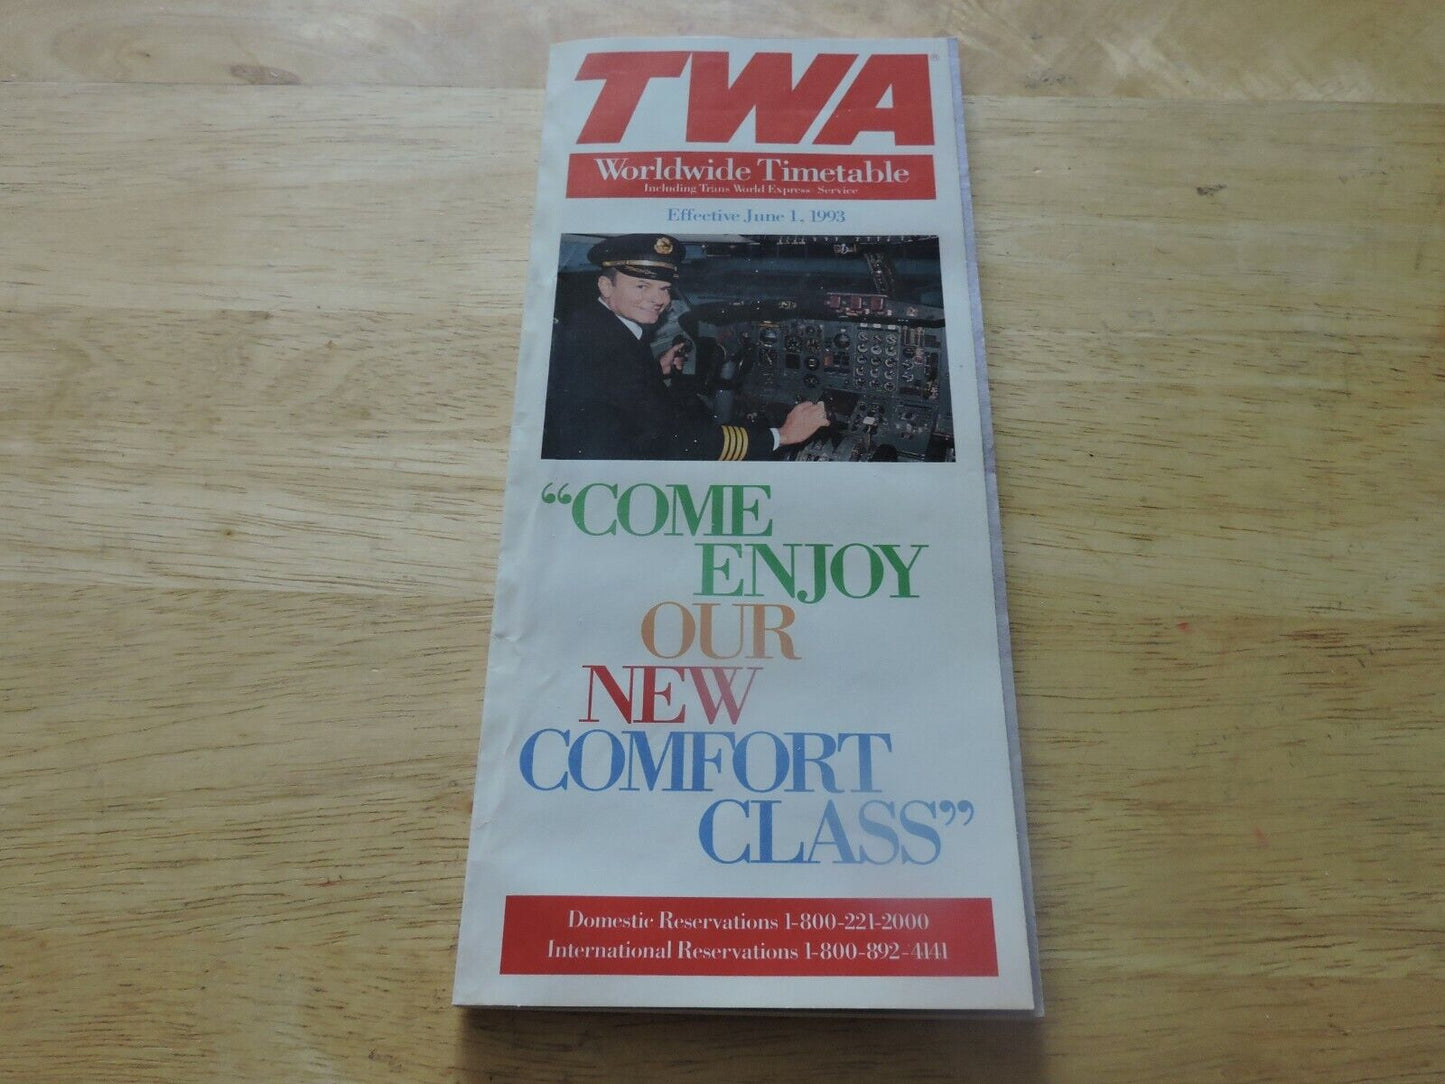 TWA®
Worldwide Timetable
Including Trans World Express® Service
Effective June 1, 1993
“COME
ENJOY
OUR
NEW
COMFORT
CLASS”
Domestic Reservations 1-800-221-2000
International Reservations 1-800-892-4141